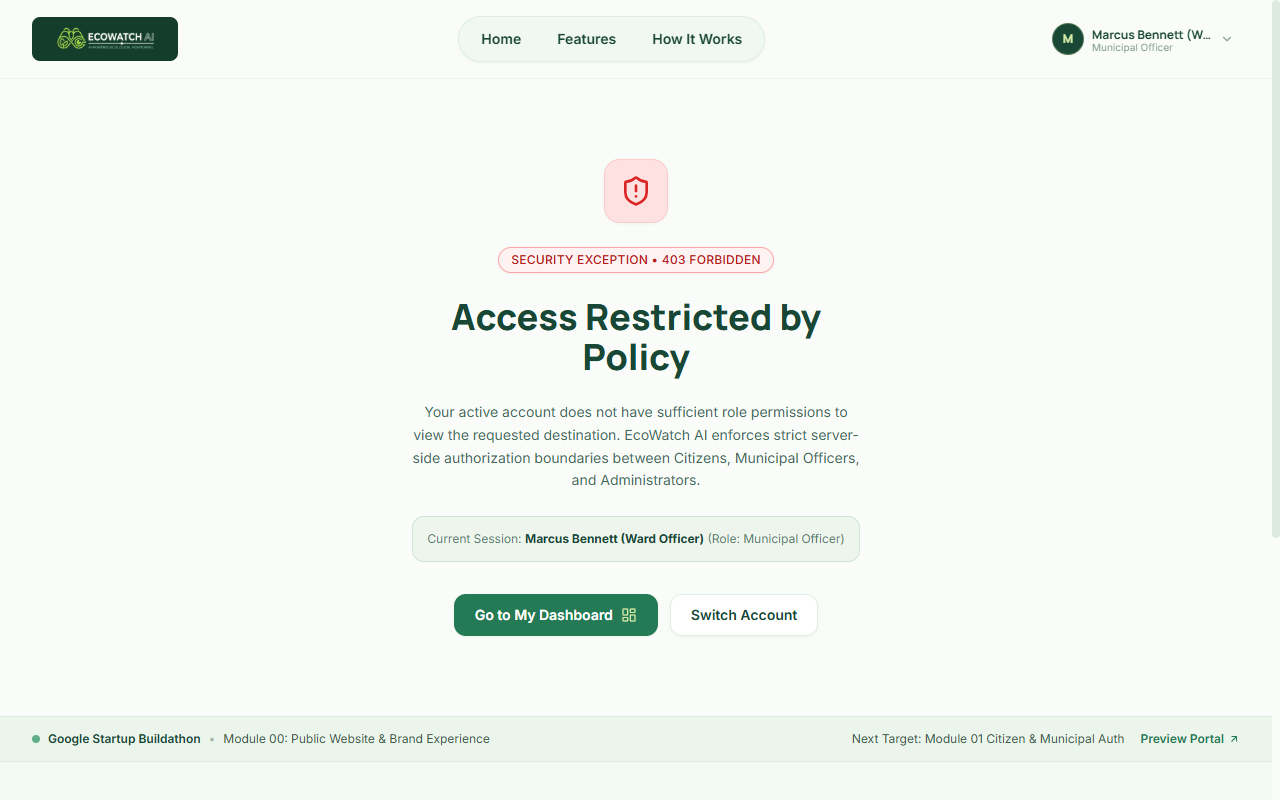 ECOWATCH AI
Home
Features
How It Works
M
Marcus Bennett (W...
Municipal Officer
SECURITY EXCEPTION • 403 FORBIDDEN
Access Restricted by
Policy
Your active account does not have sufficient role permissions to
view the requested destination. EcoWatch AI enforces strict server-
side authorization boundaries between Citizens, Municipal Officers,
and Administrators.
Current Session: Marcus Bennett (Ward Officer) (Role: Municipal Officer)
Go to My Dashboard
Switch Account
Google Startup Buildathon • Module 00: Public Website & Brand Experience
Next Target: Module 01 Citizen & Municipal Auth
Preview Portal